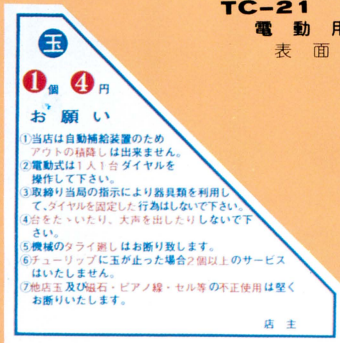 TC-21
電動用
表面
玉
1個 4円
お願い
①当店は自動補給装置のため
アウトの積降しは出来ません。
②電動式は1人1台ダイヤルを
操作して下さい。
③取締り当局の指示により器具類を利用し
て、ダイヤルを固定した行為はしないで下さい。
④台をたゝいたり、大声を出したりしないで下
さい。
⑤機械のタライ廻しはお断り致します。
⑥チューリップに玉が止った場合2個以上のサービス
はいたしません。
⑦他店玉及び磁石・ピアノ線・セル等の不正使用は堅く
お断りいたします。
店主